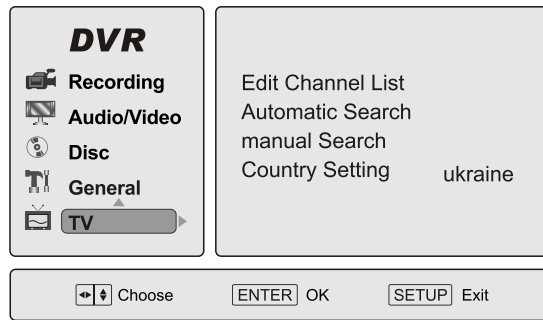 DVR
Recording
Audio/Video
Disc
General
TV
Edit Channel List
Automatic Search
manual Search
Country Setting ukraine
Choose ENTER OK SETUP Exit